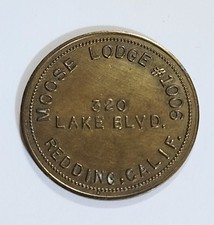 MOOSE LODGE #1006
320
LAKE BLVD.
REDDING, CALIF.